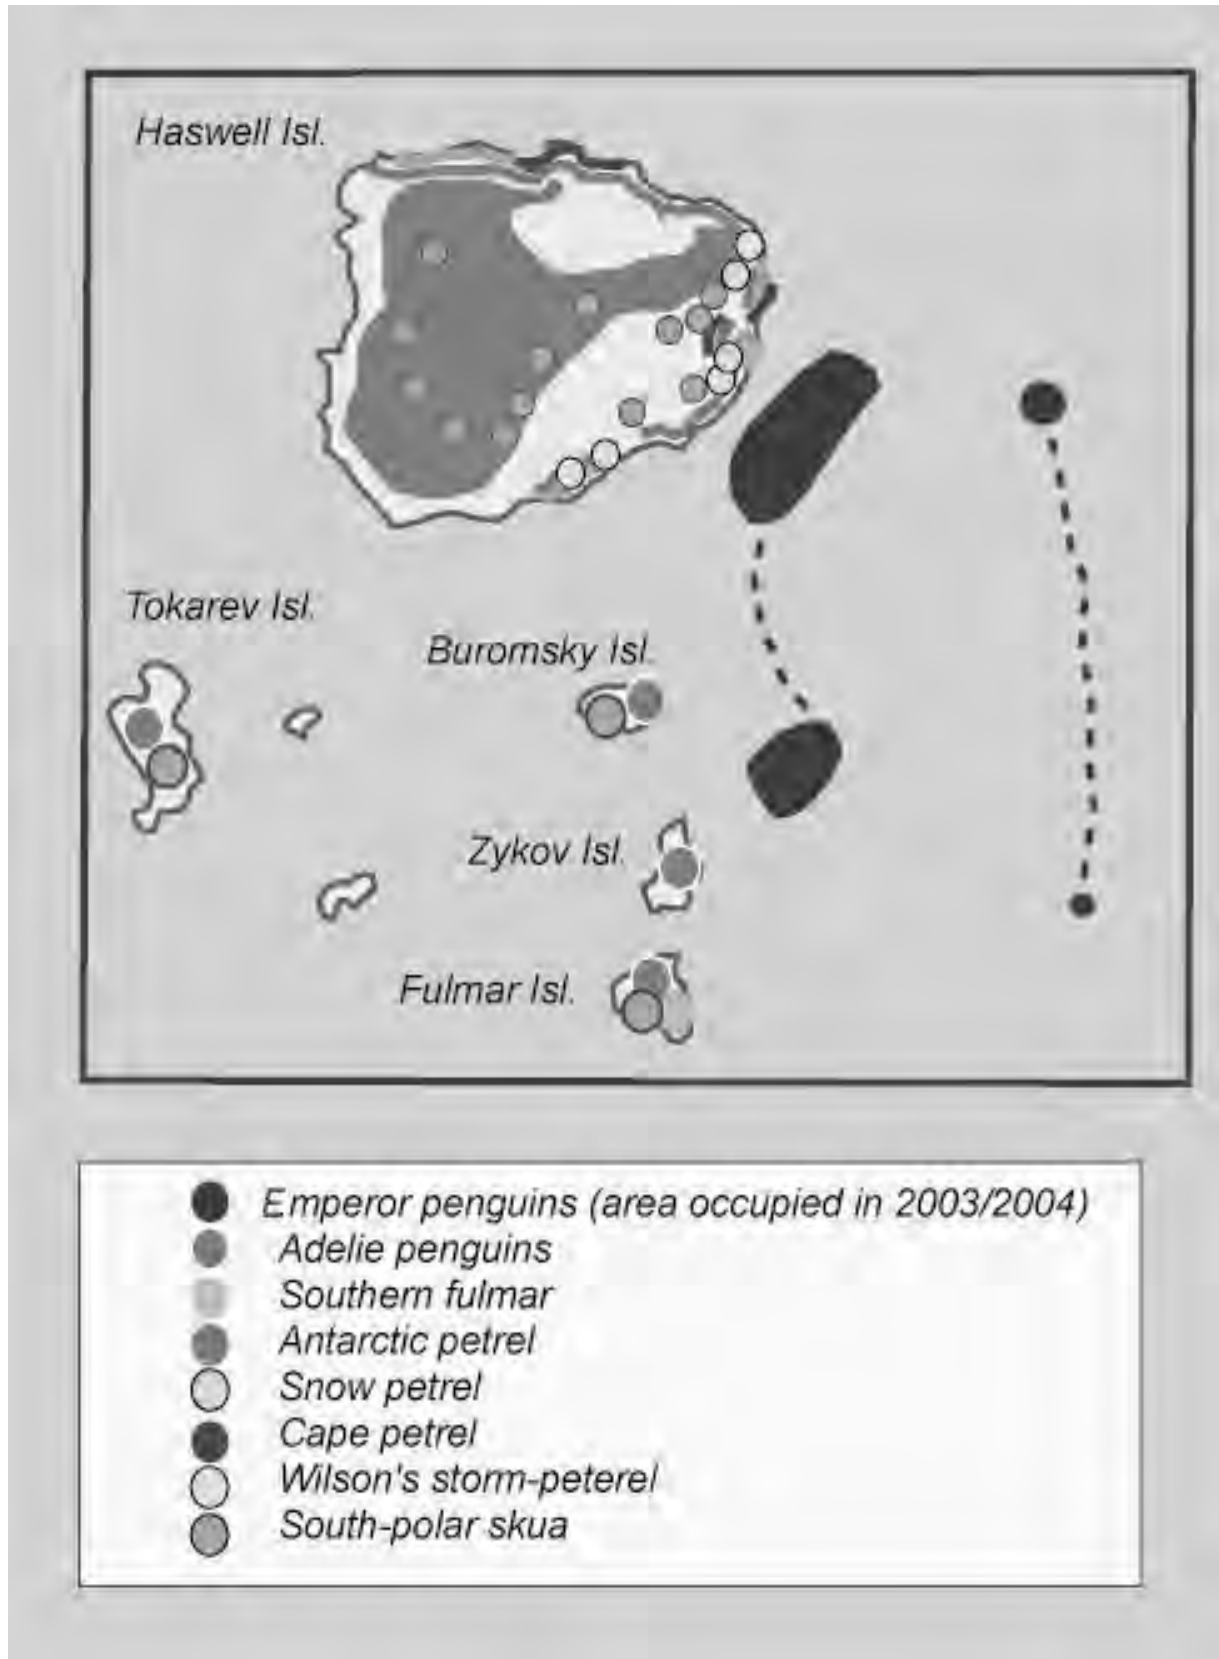 Haswell Isl.
Tokarev Isl.
Buromsky Isl.
Zykov Isl.
Fulmar Isl.
Emperor penguins (area occupied in 2003/2004)
Adelie penguins
Southern fulmar
Antarctic petrel
Snow petrel
Cape petrel
Wilson's storm-peterel
South-polar skua